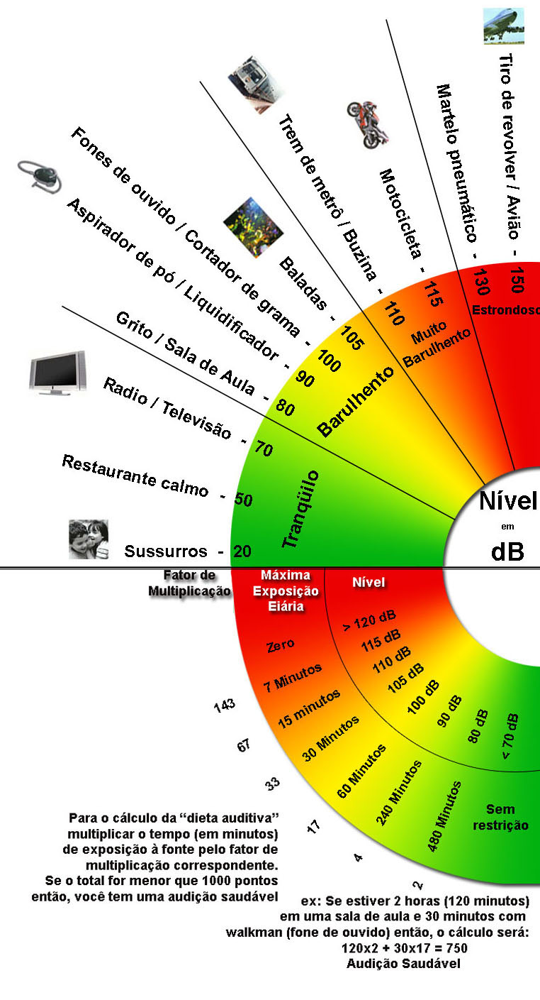 Tiro de revolver / Avião - 150
Martelo pneumático - 130
Estrondoso
Motocicleta - 115
Trem de metrô / Buzina - 110
Muito
Barulhento
Baladas - 105
Fones de ouvido / Cortador de grama - 100
Aspirador de pó / Liquidificador - 90
Grito / Sala de Aula - 80
Barulhento
Radio / Televisão - 70
Restaurante calmo - 50
Sussurros - 20
Tranqüilo
Nível
em
dB
Fator de
Multiplicação
Máxima
Exposição
Eiária
Nível
Zero
> 120 dB
143
7 Minutos
115 dB
67
15 minutos
110 dB
33
30 Minutos
105 dB
17
60 Minutos
100 dB
4
240 Minutos
90 dB
2
480 Minutos
80 dB
Sem
restrição
< 70 dB
Para o cálculo da “dieta auditiva”
multiplicar o tempo (em minutos)
de exposição à fonte pelo fator de
multiplicação correspondente.
Se o total for menor que 1000 pontos
então, você tem uma audição saudável
ex: Se estiver 2 horas (120 minutos)
em uma sala de aula e 30 minutos com
walkman (fone de ouvido) então, o cálculo será:
120x2 + 30x17 = 750
Audição Saudável